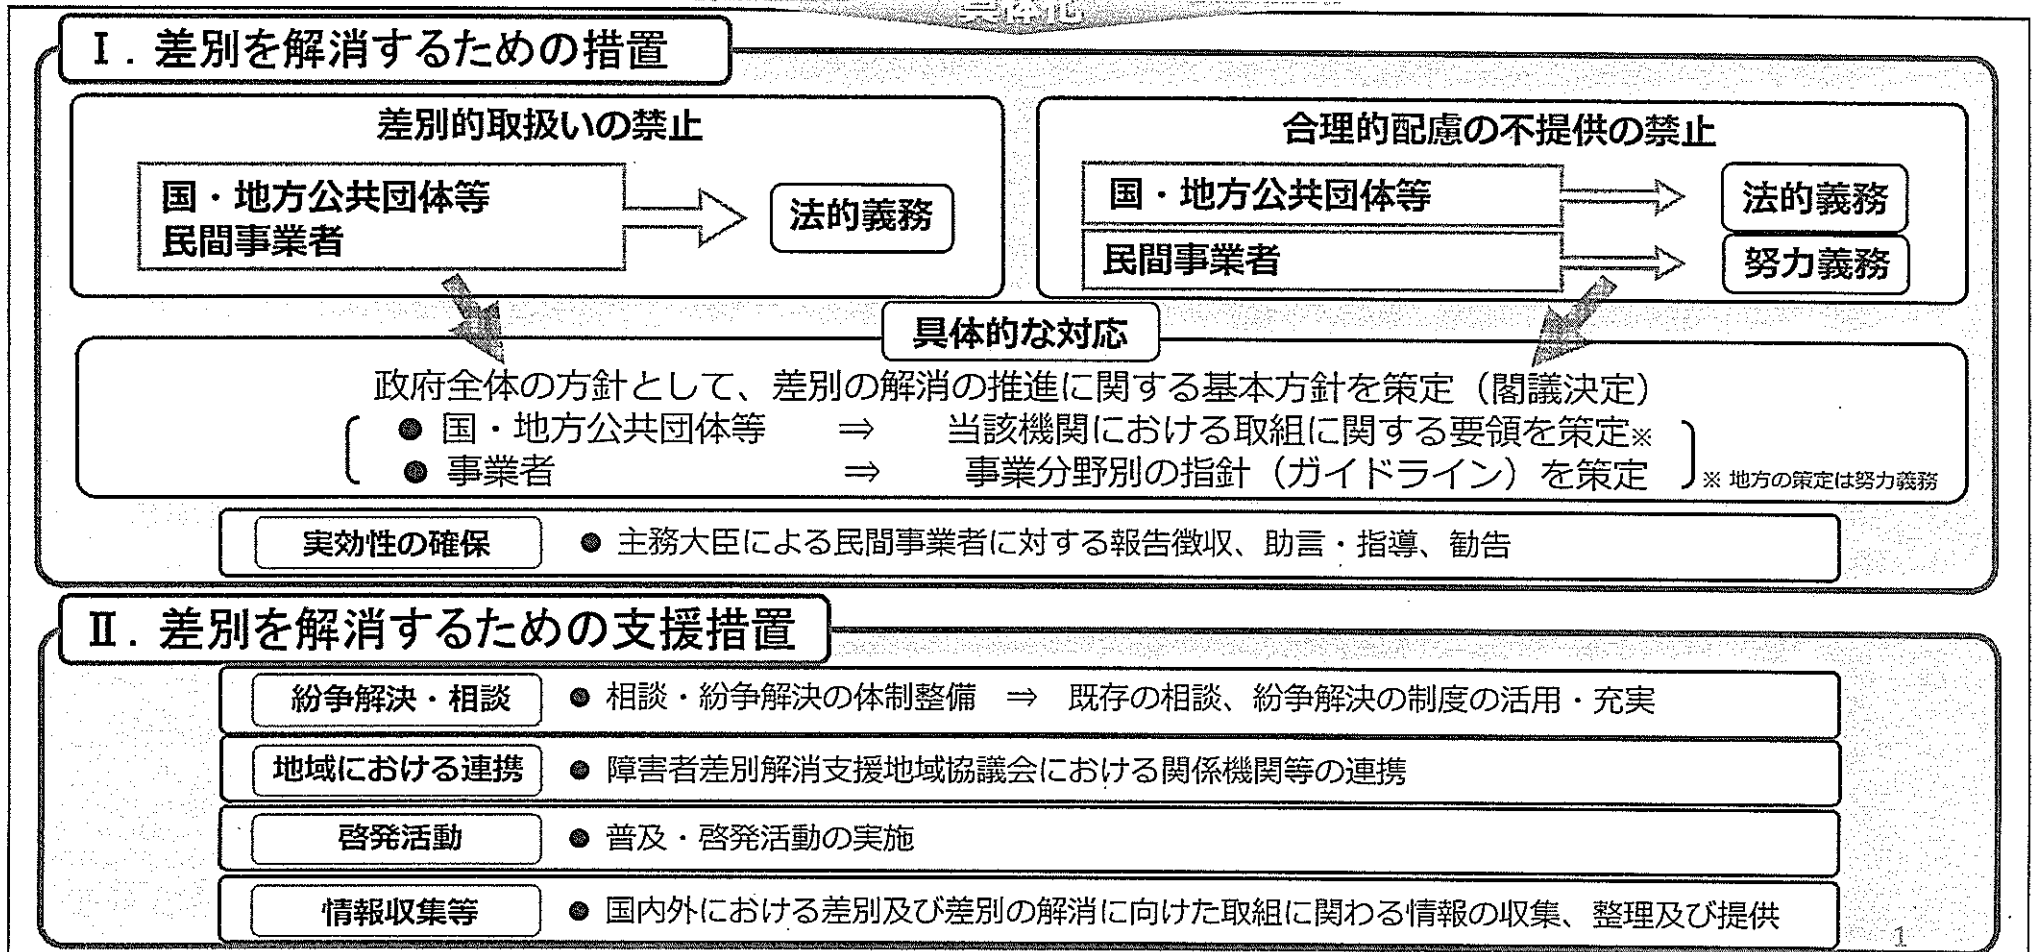 具体化
Ⅰ. 差別を解消するための措置
差別的取扱いの禁止
国・地方公共団体等
民間事業者
法的義務
合理的配慮の不提供の禁止
国・地方公共団体等
法的義務
民間事業者
努力義務
具体的な対応
政府全体の方針として、差別の解消の推進に関する基本方針を策定（閣議決定）
● 国・地方公共団体等 ⇒ 当該機関における取組に関する要領を策定※
● 事業者 ⇒ 事業分野別の指針（ガイドライン）を策定
※ 地方の策定は努力義務
実効性の確保 ● 主務大臣による民間事業者に対する報告徴収、助言・指導、勧告
Ⅱ. 差別を解消するための支援措置
紛争解決・相談 ● 相談・紛争解決の体制整備 ⇒ 既存の相談、紛争解決の制度の活用・充実
地域における連携 ● 障害者差別解消支援地域協議会における関係機関等の連携
啓発活動 ● 普及・啓発活動の実施
情報収集等 ● 国内外における差別及び差別の解消に向けた取組に関わる情報の収集、整理及び提供
1